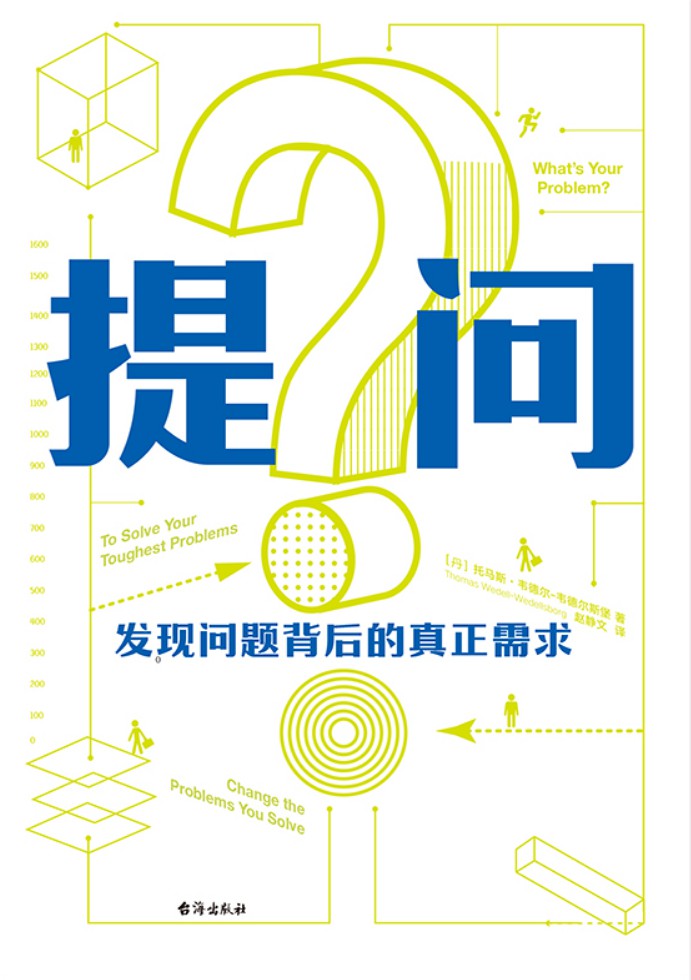 What's Your
Problem?
1600
1500
1400
1300
1200
1100
1000
900
800
700
600
500
400
300
200
100
0
提问
To Solve Your
Toughest Problems
[丹] 托马斯·韦德尔-韦德尔斯堡 著
Thomas Wedell-Wedellsborg 赵静文 译
发现问题背后的真正需求
0
Change the
Problems You Solve
台海出版社